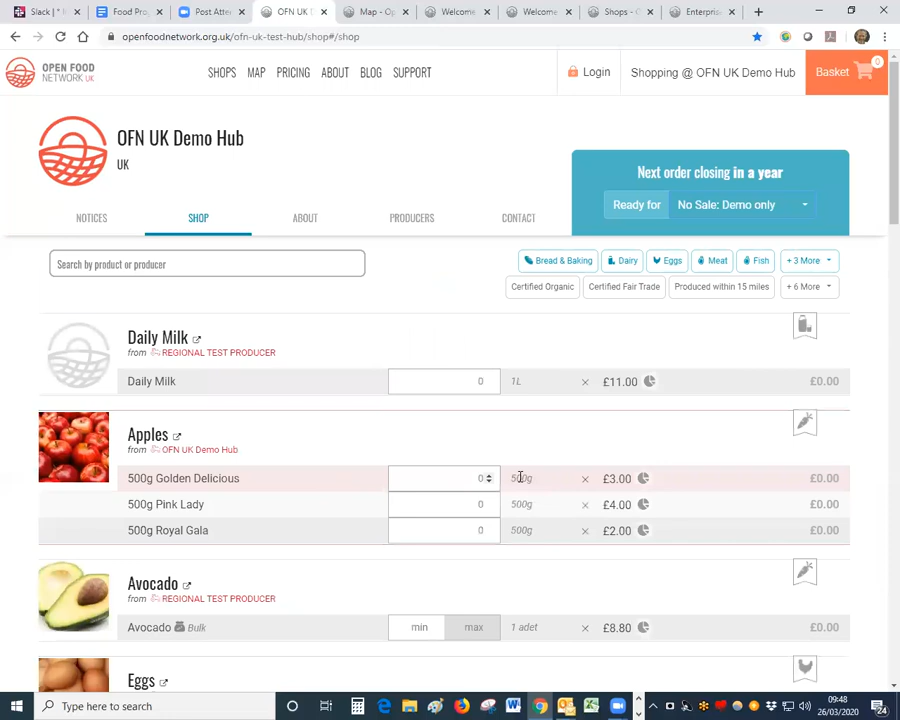 Slack |
Food Pro
Post Atte
OFN UK T
Map - Op
Welcome
Welcome
Shops - O
Enterpris
openfoodnetwork.org.uk/ofn-uk-test-hub/shop#/shop
OPEN FOOD
NETWORK UK
SHOPS MAP PRICING ABOUT BLOG SUPPORT
Login
Shopping @ OFN UK Demo Hub
Basket 0
OFN UK Demo Hub
UK
Next order closing in a year
Ready for No Sale: Demo only
NOTICES SHOP ABOUT PRODUCERS CONTACT
Search by product or producer
Bread & Baking Dairy Eggs Meat Fish + 3 More
Certified Organic Certified Fair Trade Produced within 15 miles + 6 More
Daily Milk
from REGIONAL TEST PRODUCER
Daily Milk 0 1L × £11.00 £0.00
Apples
from OFN UK Demo Hub
500g Golden Delicious 0 500g × £3.00 £0.00
500g Pink Lady 0 500g × £4.00 £0.00
500g Royal Gala 0 500g × £2.00 £0.00
Avocado
from REGIONAL TEST PRODUCER
Avocado Bulk min max 1 adet × £8.80 £0.00
Eggs
Type here to search
09:48
26/03/2020
24